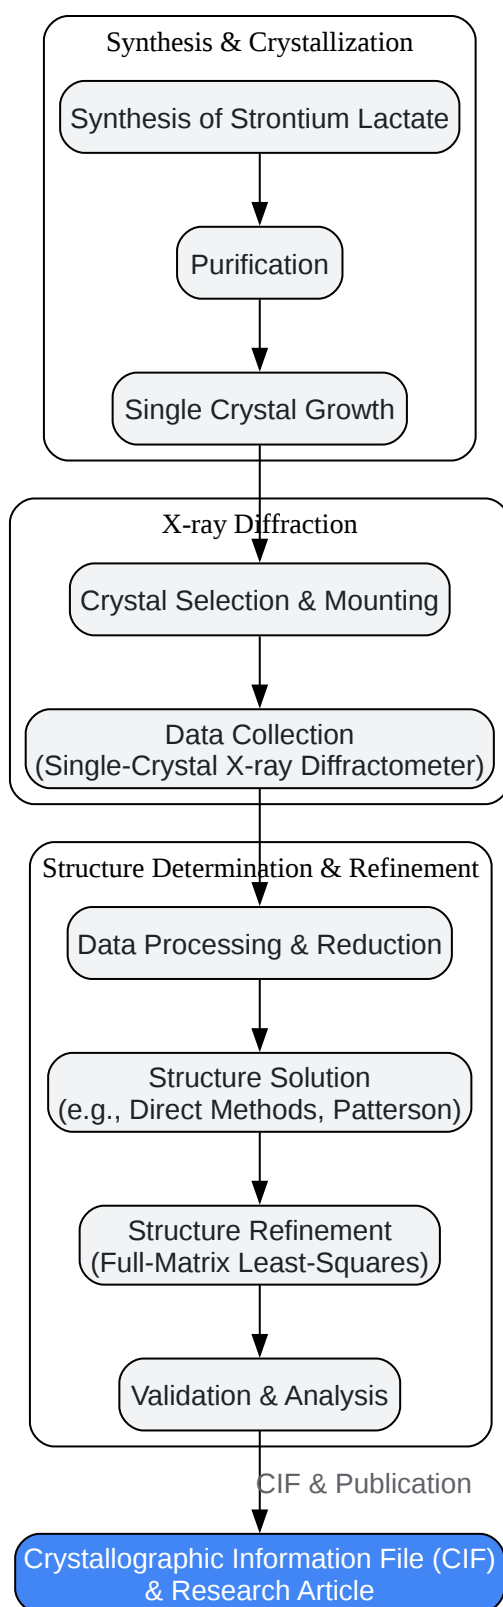 Synthesis & Crystallization
Synthesis of Strontium Lactate
Purification
Single Crystal Growth
X-ray Diffraction
Crystal Selection & Mounting
Data Collection
(Single-Crystal X-ray Diffractometer)
Structure Determination & Refinement
Data Processing & Reduction
Structure Solution
(e.g., Direct Methods, Patterson)
Structure Refinement
(Full-Matrix Least-Squares)
Validation & Analysis
CIF & Publication
Crystallographic Information File (CIF)
& Research Article